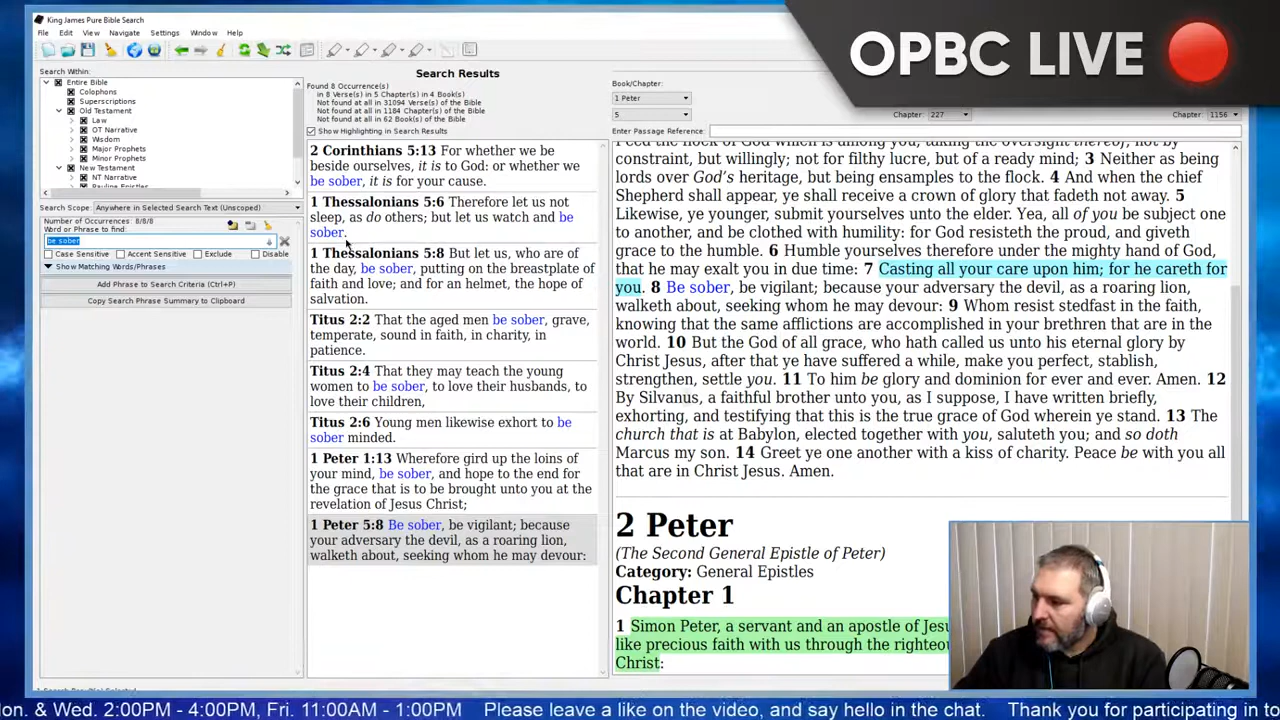 King James Pure Bible Search
File Edit View Navigate Settings Window Help
OPBC LIVE
Search Within:
Entire Bible
Colophons
Superscriptions
Old Testament
Law
OT Narrative
Wisdom
Major Prophets
Minor Prophets
New Testament
NT Narrative
Pauline Epistles
Search Scope: Anywhere in Selected Search Text (Unscoped)
Number of Occurrences: 8/8/8
Word or Phrase to find:
be sober
Case Sensitive Accent Sensitive Exclude Disable
Show Matching Words/Phrases
Add Phrase to Search Criteria (Ctrl+P)
Copy Search Phrase Summary to Clipboard
Search Results
Found 8 Occurrence(s)
in 8 Verse(s) in 5 Chapter(s) in 4 Book(s)
Not found at all in 31094 Verse(s) of the Bible
Not found at all in 1184 Chapter(s) of the Bible
Not found at all in 62 Book(s) of the Bible
Show Highlighting in Search Results
2 Corinthians 5:13 For whether we be
beside ourselves, it is to God: or whether we
be sober, it is for your cause.
1 Thessalonians 5:6 Therefore let us not
sleep, as do others; but let us watch and be
sober.
1 Thessalonians 5:8 But let us, who are of
the day, be sober, putting on the breastplate of
faith and love; and for an helmet, the hope of
salvation.
Titus 2:2 That the aged men be sober, grave,
temperate, sound in faith, in charity, in
patience.
Titus 2:4 That they may teach the young
women to be sober, to love their husbands, to
love their children,
Titus 2:6 Young men likewise exhort to be
sober minded.
1 Peter 1:13 Wherefore gird up the loins of
your mind, be sober, and hope to the end for
the grace that is to be brought unto you at the
revelation of Jesus Christ;
1 Peter 5:8 Be sober, be vigilant; because
your adversary the devil, as a roaring lion,
walketh about, seeking whom he may devour:
Book/Chapter:
1 Peter
5 Chapter: 227 Chapter: 1156
Enter Passage Reference:
Feed the flock of God which is among you, taking the oversight thereof, not by
constraint, but willingly; not for filthy lucre, but of a ready mind; 3 Neither as being
lords over God's heritage, but being ensamples to the flock. 4 And when the chief
Shepherd shall appear, ye shall receive a crown of glory that fadeth not away. 5
Likewise, ye younger, submit yourselves unto the elder. Yea, all of you be subject one
to another, and be clothed with humility: for God resisteth the proud, and giveth
grace to the humble. 6 Humble yourselves therefore under the mighty hand of God,
that he may exalt you in due time: 7 Casting all your care upon him; for he careth for
you. 8 Be sober, be vigilant; because your adversary the devil, as a roaring lion,
walketh about, seeking whom he may devour: 9 Whom resist stedfast in the faith,
knowing that the same afflictions are accomplished in your brethren that are in the
world. 10 But the God of all grace, who hath called us unto his eternal glory by
Christ Jesus, after that ye have suffered a while, make you perfect, stablish,
strengthen, settle you. 11 To him be glory and dominion for ever and ever. Amen. 12
By Silvanus, a faithful brother unto you, as I suppose, I have written briefly,
exhorting, and testifying that this is the true grace of God wherein ye stand. 13 The
church that is at Babylon, elected together with you, saluteth you; and so doth
Marcus my son. 14 Greet ye one another with a kiss of charity. Peace be with you all
that are in Christ Jesus. Amen.
2 Peter
(The Second General Epistle of Peter)
Category: General Epistles
Chapter 1
1 Simon Peter, a servant and an apostle of Jesu
like precious faith with us through the righteou
Christ:
on. & Wed. 2:00PM - 4:00PM, Fri. 11:00AM - 1:00PM Please leave a like on the video, and say hello in the chat. Thank you for participating in to